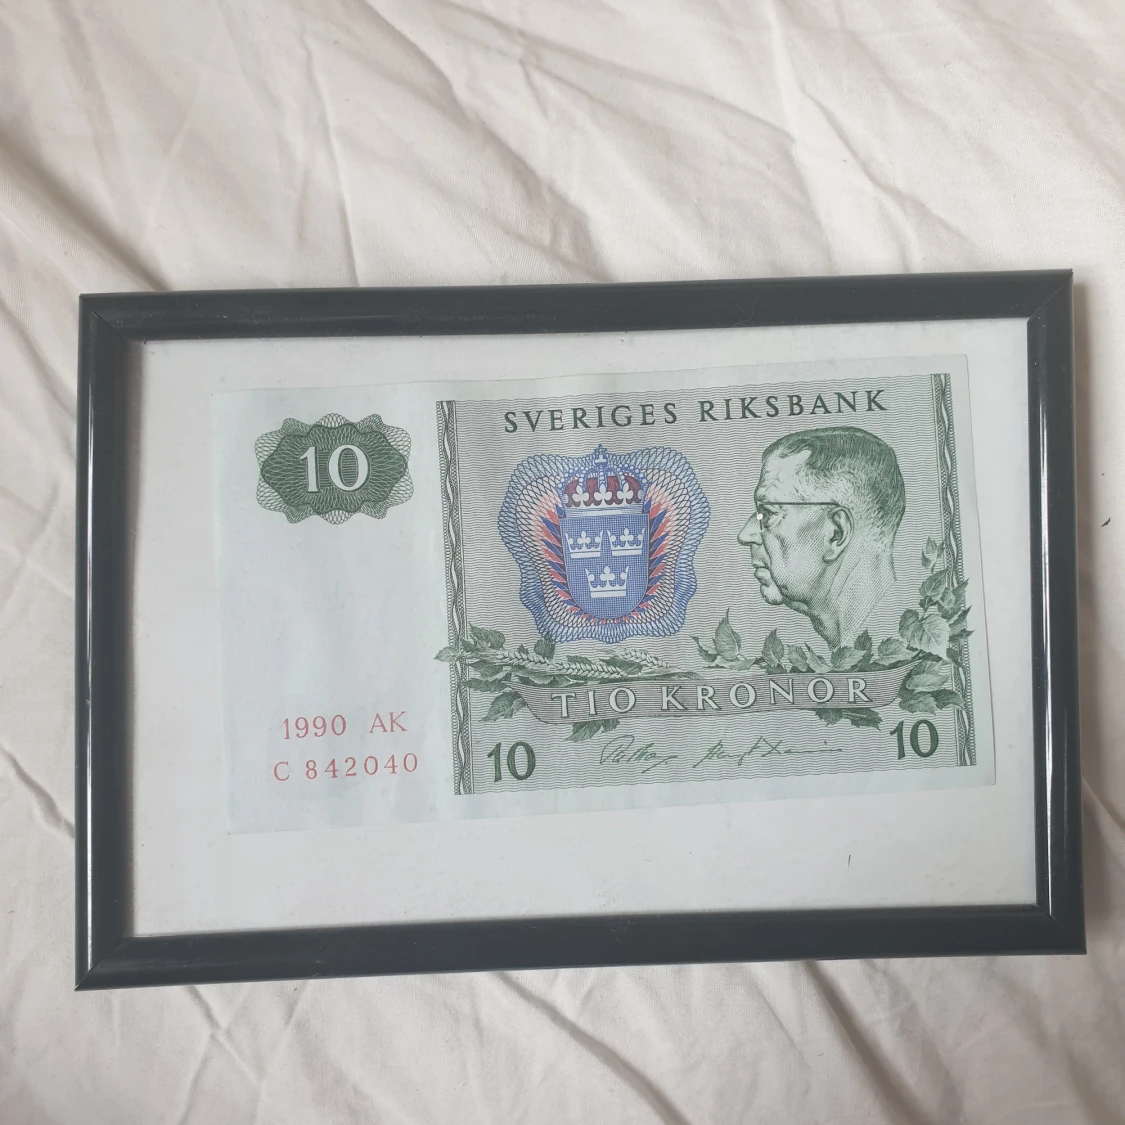 SVERIGES RIKSBANK
10
TIO KRONOR
1990 AK
C 842040
10
10